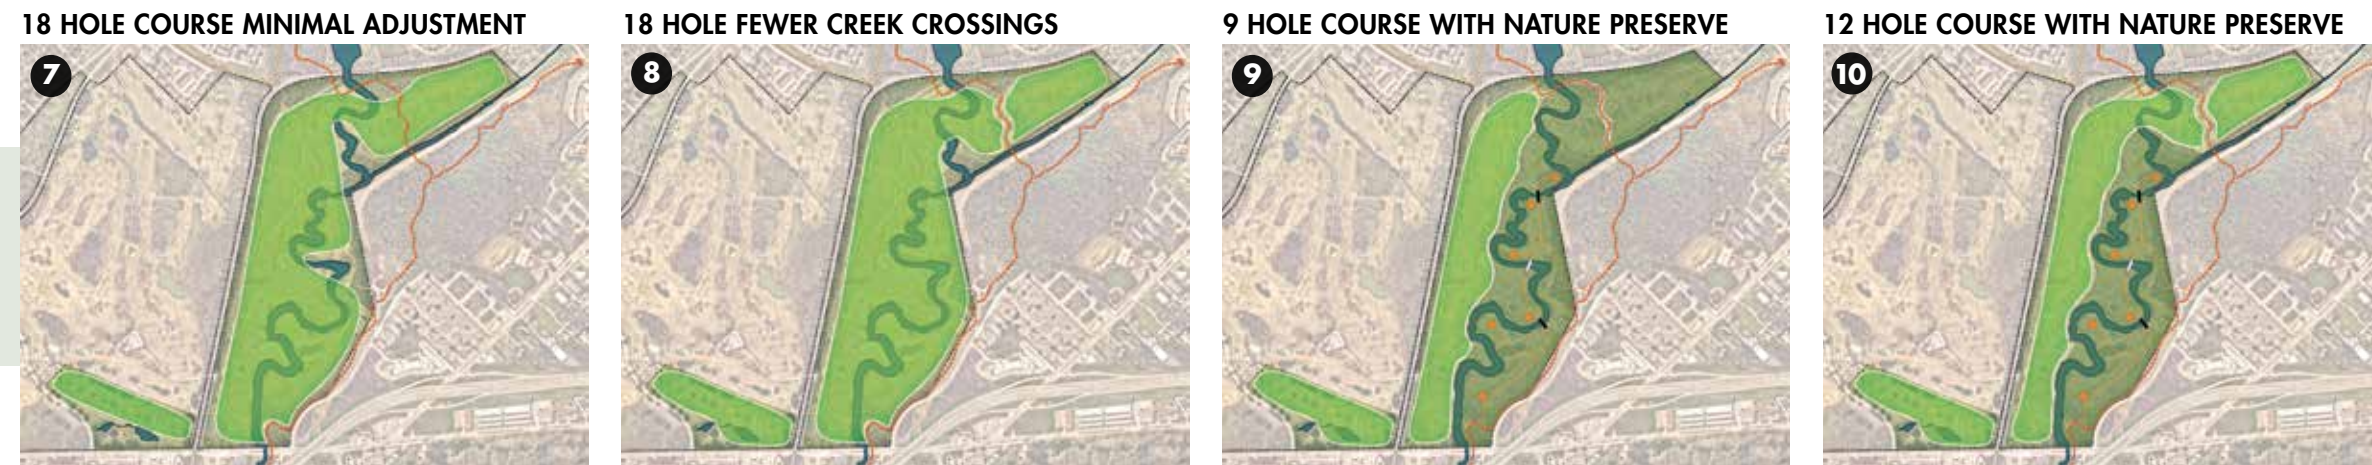 18 HOLE COURSE MINIMAL ADJUSTMENT
7
18 HOLE FEWER CREEK CROSSINGS
8
9 HOLE COURSE WITH NATURE PRESERVE
9
12 HOLE COURSE WITH NATURE PRESERVE
10